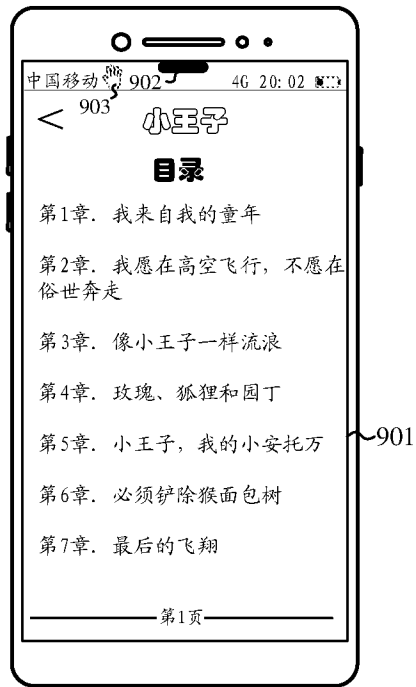 中国移动 902 4G 20:02
903
<
小王子
目录
第1章. 我来自我的童年
第2章. 我愿在高空飞行，不愿在
俗世奔走
第3章. 像小王子一样流浪
第4章. 玫瑰、狐狸和园丁
第5章. 小王子，我的小安托万
901
第6章. 必须铲除猴面包树
第7章. 最后的飞翔
第1页